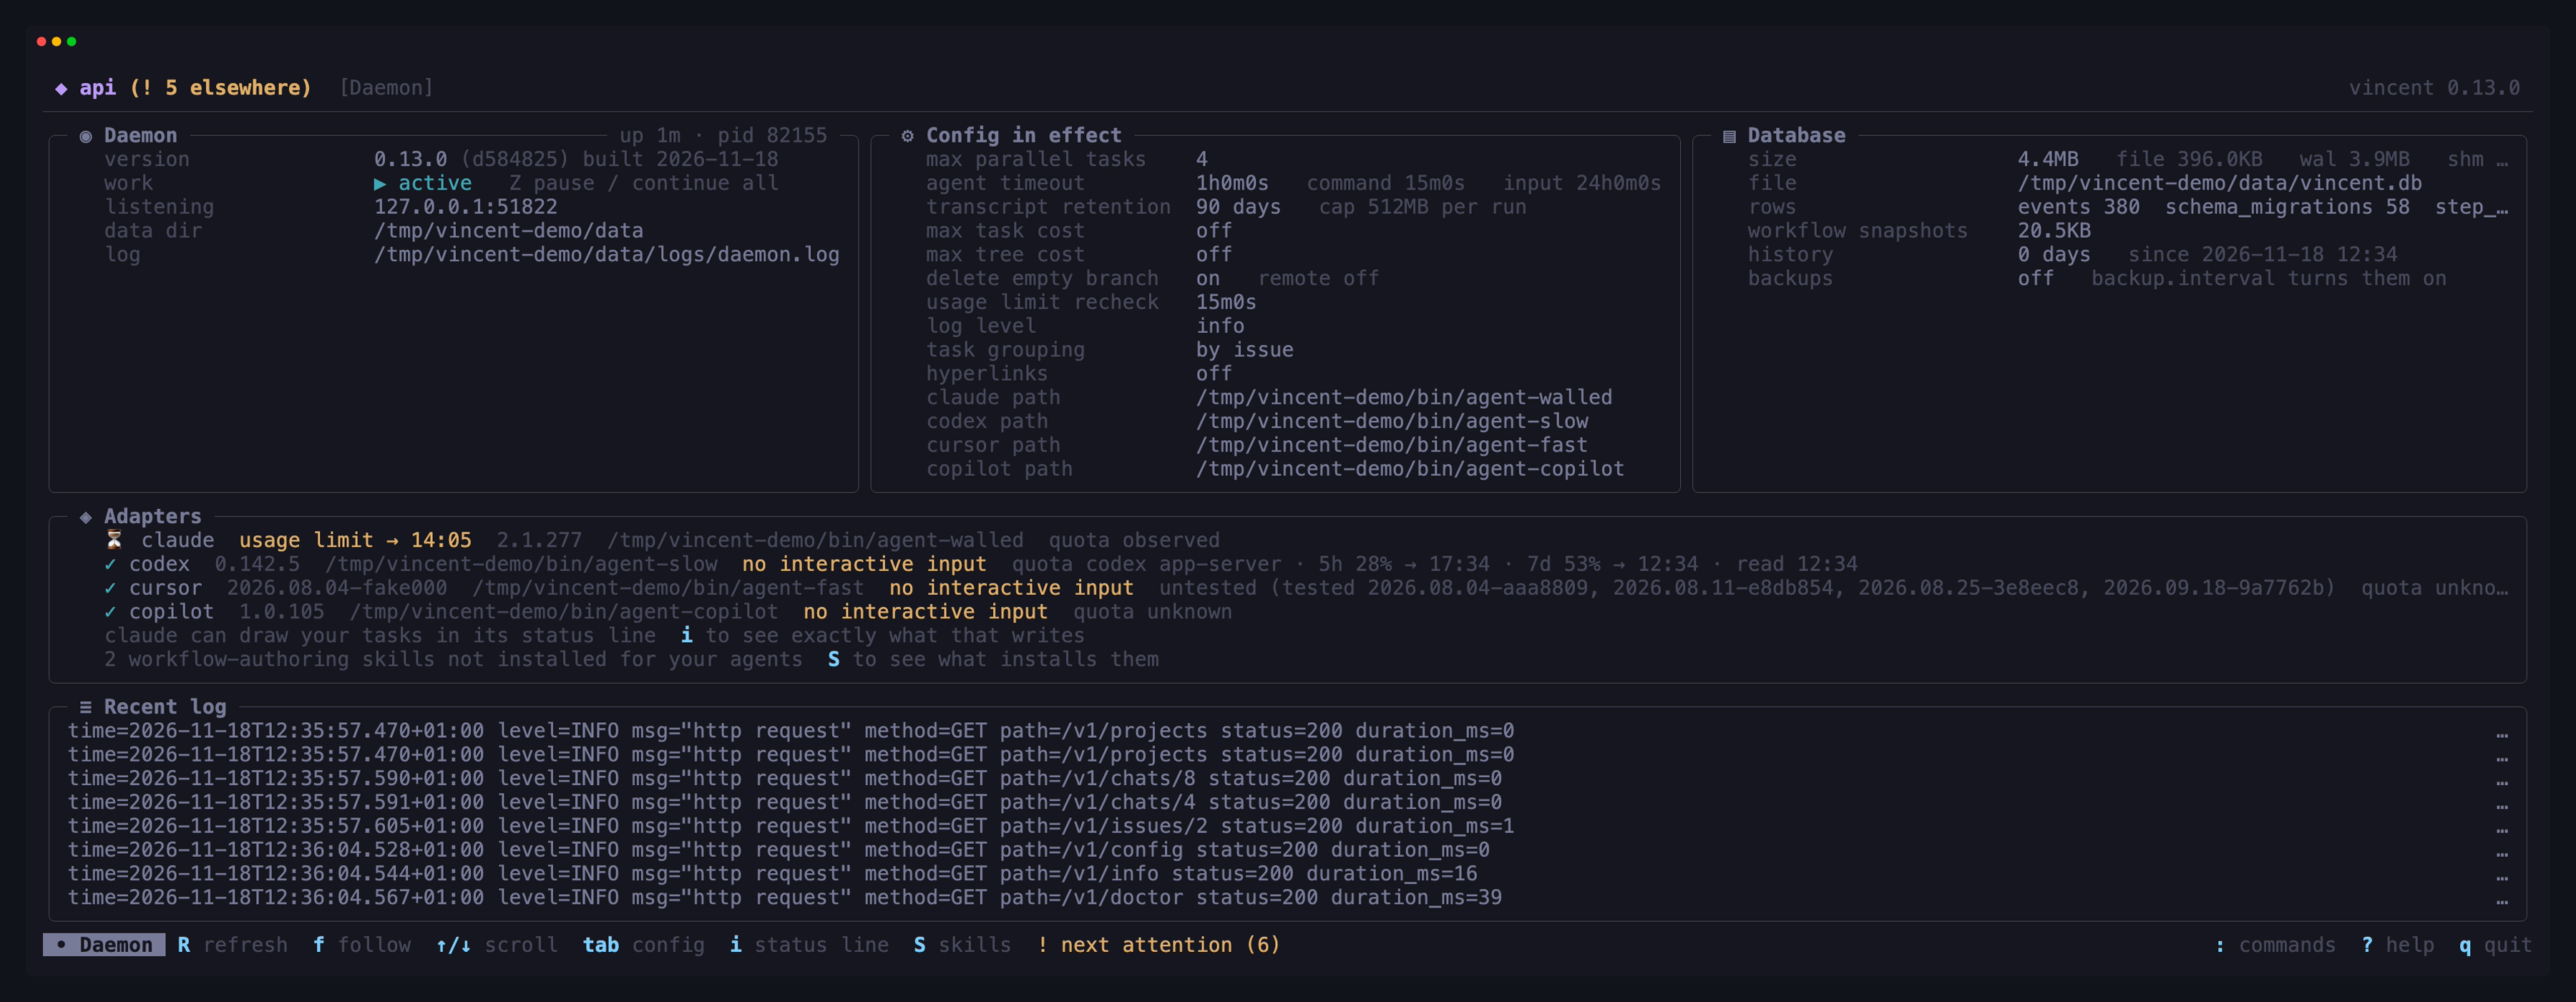 ◆ api (! 5 elsewhere) [Daemon] vincent 0.13.0
◉ Daemon up 1m · pid 82155
version 0.13.0 (d584825) built 2026-11-18
work ▶ active Z pause / continue all
listening 127.0.0.1:51822
data dir /tmp/vincent-demo/data
log /tmp/vincent-demo/data/logs/daemon.log
⚙ Config in effect
max parallel tasks 4
agent timeout 1h0m0s command 15m0s input 24h0m0s
transcript retention 90 days cap 512MB per run
max task cost off
max tree cost off
delete empty branch on remote off
usage limit recheck 15m0s
log level info
task grouping by issue
hyperlinks off
claude path /tmp/vincent-demo/bin/agent-walled
codex path /tmp/vincent-demo/bin/agent-slow
cursor path /tmp/vincent-demo/bin/agent-fast
copilot path /tmp/vincent-demo/bin/agent-copilot
▤ Database
size 4.4MB file 396.0KB wal 3.9MB shm …
file /tmp/vincent-demo/data/vincent.db
rows events 380 schema_migrations 58 step_…
workflow snapshots 20.5KB
history 0 days since 2026-11-18 12:34
backups off backup.interval turns them on
◈ Adapters
⏳ claude usage limit → 14:05 2.1.277 /tmp/vincent-demo/bin/agent-walled quota observed
✓ codex 0.142.5 /tmp/vincent-demo/bin/agent-slow no interactive input quota codex app-server · 5h 28% → 17:34 · 7d 53% → 12:34 · read 12:34
✓ cursor 2026.08.04-fake000 /tmp/vincent-demo/bin/agent-fast no interactive input untested (tested 2026.08.04-aaa8809, 2026.08.11-e8db854, 2026.08.25-3e8eec8, 2026.09.18-9a7762b) quota unkno…
✓ copilot 1.0.105 /tmp/vincent-demo/bin/agent-copilot no interactive input quota unknown
claude can draw your tasks in its status line i to see exactly what that writes
2 workflow-authoring skills not installed for your agents S to see what installs them
≡ Recent log
time=2026-11-18T12:35:57.470+01:00 level=INFO msg="http request" method=GET path=/v1/projects status=200 duration_ms=0 …
time=2026-11-18T12:35:57.470+01:00 level=INFO msg="http request" method=GET path=/v1/projects status=200 duration_ms=0 …
time=2026-11-18T12:35:57.590+01:00 level=INFO msg="http request" method=GET path=/v1/chats/8 status=200 duration_ms=0 …
time=2026-11-18T12:35:57.591+01:00 level=INFO msg="http request" method=GET path=/v1/chats/4 status=200 duration_ms=0 …
time=2026-11-18T12:35:57.605+01:00 level=INFO msg="http request" method=GET path=/v1/issues/2 status=200 duration_ms=1 …
time=2026-11-18T12:36:04.528+01:00 level=INFO msg="http request" method=GET path=/v1/config status=200 duration_ms=0 …
time=2026-11-18T12:36:04.544+01:00 level=INFO msg="http request" method=GET path=/v1/info status=200 duration_ms=16 …
time=2026-11-18T12:36:04.567+01:00 level=INFO msg="http request" method=GET path=/v1/doctor status=200 duration_ms=39 …
• Daemon R refresh f follow ↑/↓ scroll tab config i status line S skills ! next attention (6) : commands ? help q quit